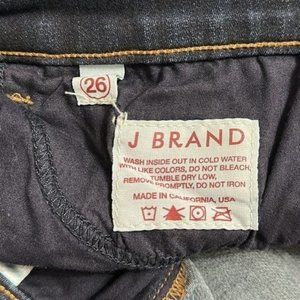 26
J BRAND
WASH INSIDE OUT IN COLD WATER
WITH LIKE COLORS, DO NOT BLEACH,
TUMBLE DRY LOW,
REMOVE PROMPTLY, DO NOT IRON
MADE IN CALIFORNIA, USA